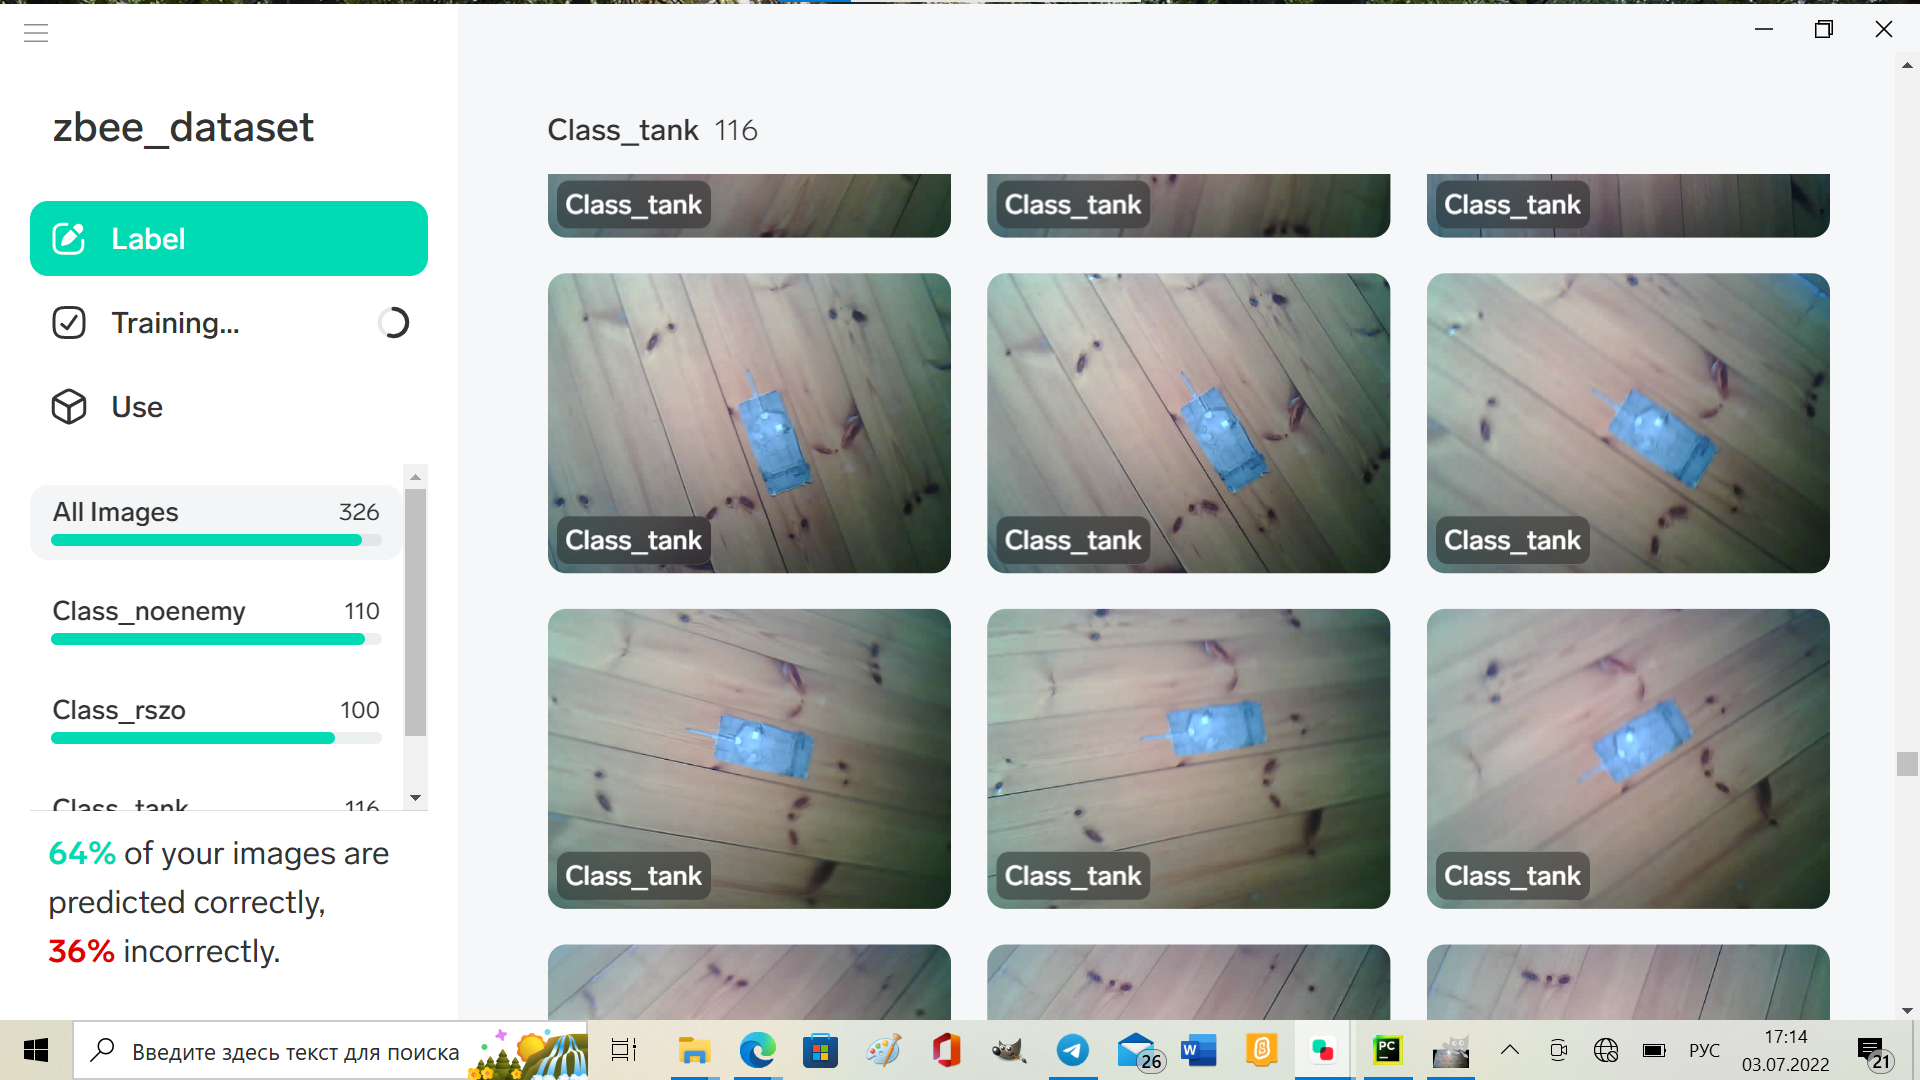 zbee_dataset
Label
Training...
Use
All Images 326
Class_noenemy 110
Class_rszo 100
Class_tank 116
64% of your images are
predicted correctly,
36% incorrectly.
Class_tank 116
Class_tank Class_tank Class_tank
Class_tank Class_tank Class_tank
Class_tank Class_tank Class_tank
Введите здесь текст для поиска
W
26
PC
РУС
17:14
03.07.2022
21